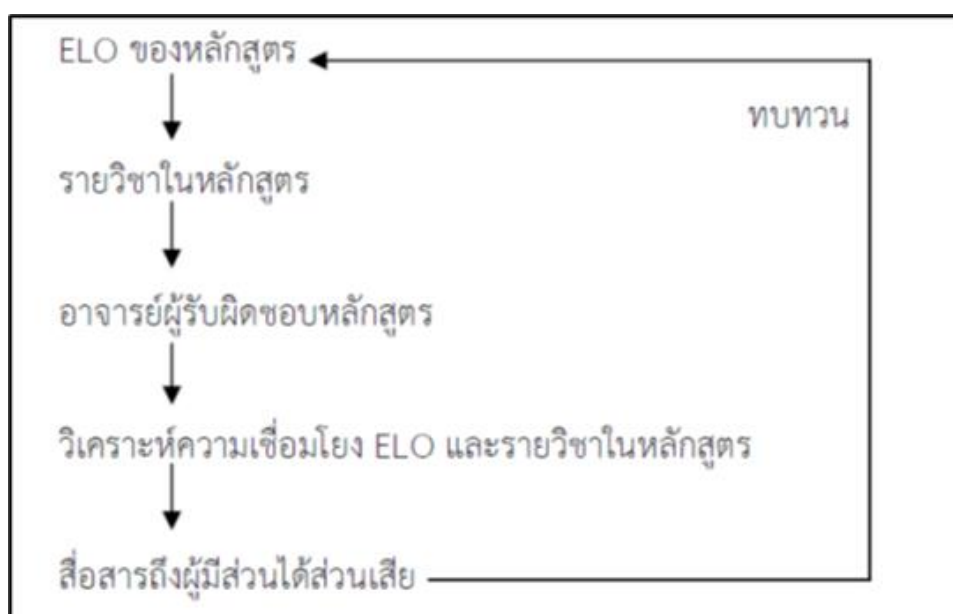 ELO ของหลักสูตร
ทบทวน
รายวิชาในหลักสูตร
อาจารย์ผู้รับผิดชอบหลักสูตร
วิเคราะห์ความเชื่อมโยง ELO และรายวิชาในหลักสูตร
สื่อสารถึงผู้มีส่วนได้ส่วนเสีย